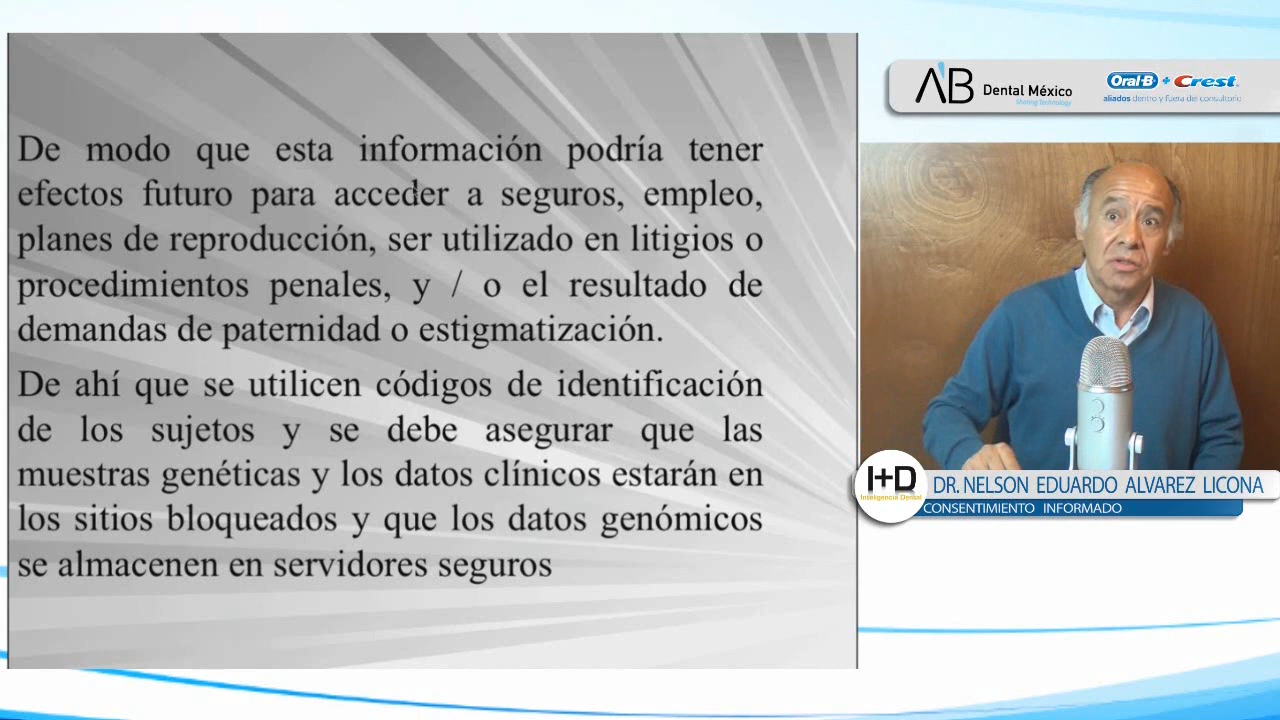 De modo que esta información podría tener
efectos futuro para acceder a seguros, empleo,
planes de reproducción, ser utilizado en litigios o
procedimientos penales, y / o el resultado de
demandas de paternidad o estigmatización.
De ahí que se utilicen códigos de identificación
de los sujetos y se debe asegurar que las
muestras genéticas y los datos clínicos estarán en
los sitios bloqueados y que los datos genómicos
se almacenen en servidores seguros
A'B Dental México
Sharing Technology
Oral-B + Crest
aliados dentro y fuera del consultorio
I+D
Inteligencia Dental
DR. NELSON EDUARDO ALVAREZ LICONA
CONSENTIMIENTO INFORMADO